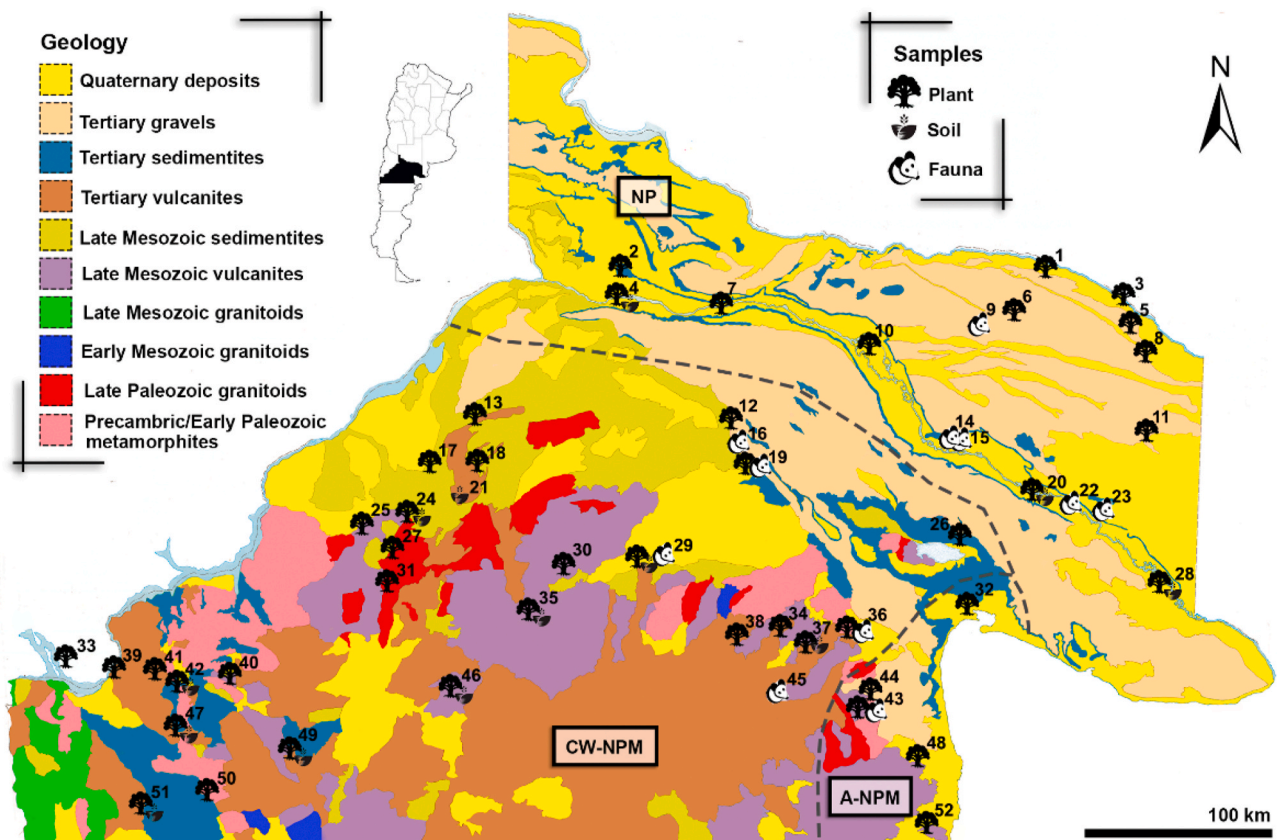 Geology
Quaternary deposits
Tertiary gravels
Tertiary sedimentites
Tertiary vulcanites
Late Mesozoic sedimentites
Late Mesozoic vulcanites
Late Mesozoic granitoids
Early Mesozoic granitoids
Late Paleozoic granitoids
Precambric/Early Paleozoic
metamorphites
Samples
Plant
Soil
Fauna
N
NP
1
2
3
4
5
6
7
8
9
10
11
12
13
14
15
16
17
18
19
20
21
22
23
24
25
26
27
28
29
30
31
32
33
34
35
36
37
38
39
40
41
42
43
44
45
46
47
48
49
50
51
52
CW-NPM
A-NPM
100 km